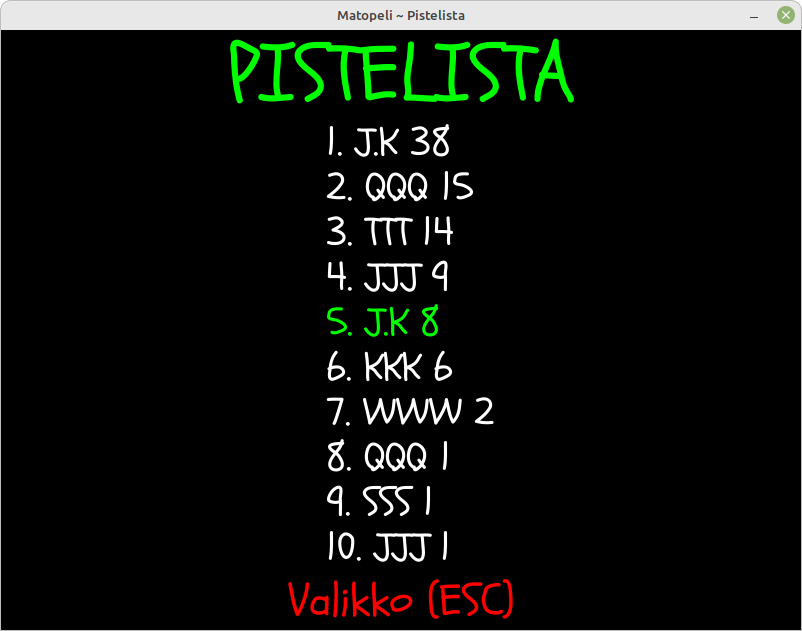 Matopeli ~ Pistelista
PISTELISTA
1. J.K 38
2. QQQ 15
3. TTT 14
4. JJJ 9
5. J.K 8
6. KKK 6
7. WWW 2
8. QQQ 1
9. SSS 1
10. JJJ 1
Valikko (ESC)